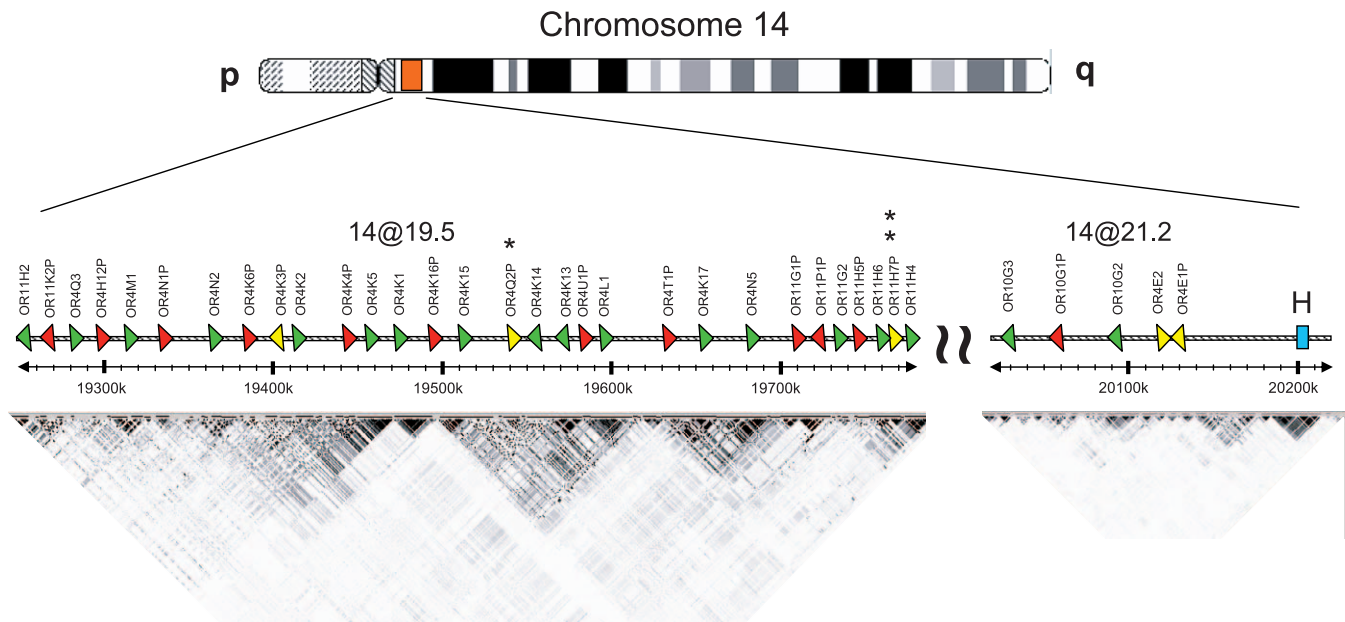 Chromosome 14
p q
14@19.5 14@21.2
* * *
OR11H2 OR11K2P OR4Q3 OR4H12P OR4M1 OR4N1P OR4N2 OR4K6P OR4K3P OR4K2 OR4K4P OR4K5 OR4K1 OR4K16P OR4K15 OR4Q2P OR4K14 OR4K13 OR4U1P OR4L1 OR4T1P OR4K17 OR4N5 OR11G1P OR11P1P OR11G2 OR11H5P OR11H6 OR11H7P OR11H4 OR10G3 OR10G1P OR10G2 OR4E2 OR4E1P H
19300k 19400k 19500k 19600k 19700k 20100k 20200k